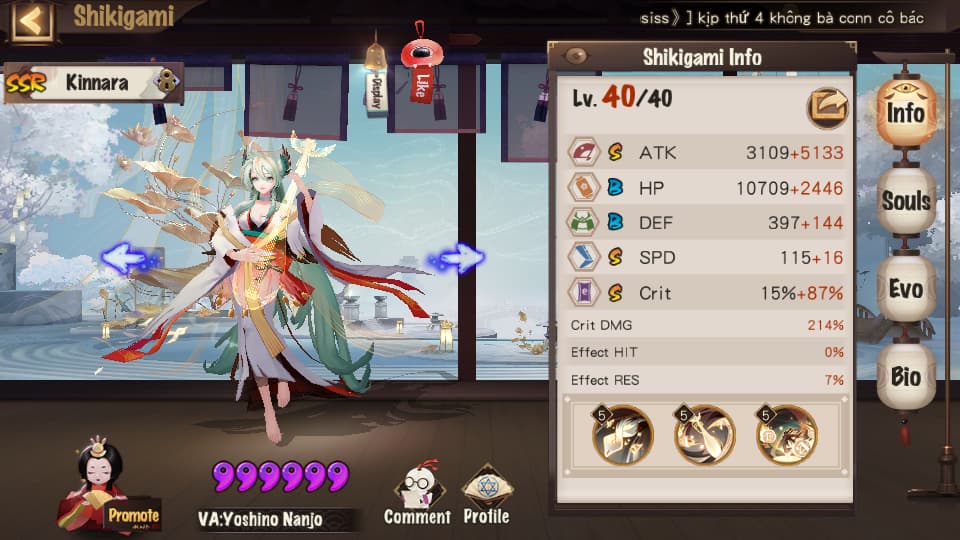 Shikigami
siss》] kịp thứ 4 không bà conn cô bác
SSR Kinnara
Display
Like
Shikigami Info
Lv. 40/40
S ATK 3109+5133
B HP 10709+2446
B DEF 397+144
S SPD 115+16
S Crit 15%+87%
Crit DMG 214%
Effect HIT 0%
Effect RES 7%
5 5 5
Info
Souls
Evo
Bio
999999
Promote
VA:Yoshino Nanjo
Comment
Profile